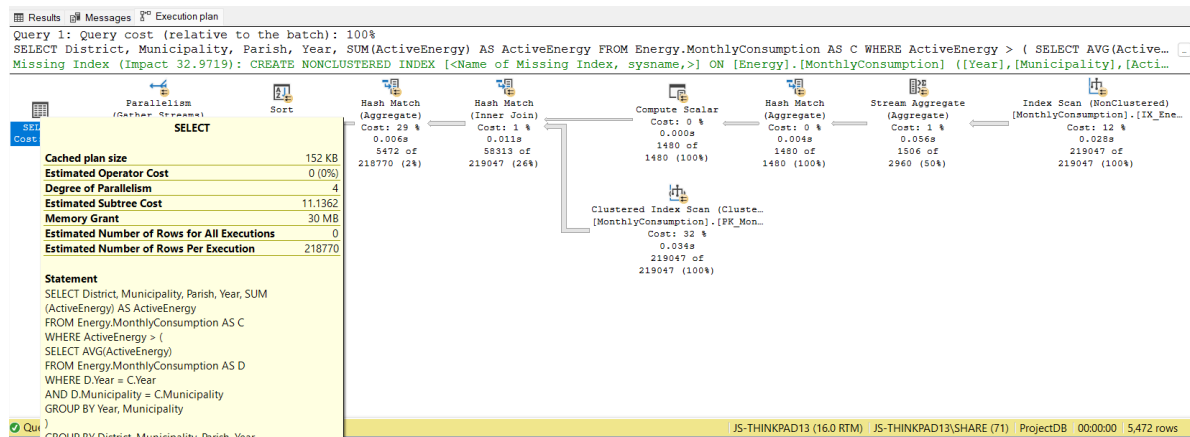 Results Messages Execution plan
Query 1: Query cost (relative to the batch): 100%
SELECT District, Municipality, Parish, Year, SUM(ActiveEnergy) AS ActiveEnergy FROM Energy.MonthlyConsumption AS C WHERE ActiveEnergy > ( SELECT AVG(Active…
Missing Index (Impact 32.9719): CREATE NONCLUSTERED INDEX [<Name of Missing Index, sysname,>] ON [Energy].[MonthlyConsumption] ([Year],[Municipality],[Acti…
SEL
Cost:
Parallelism
(Gather Streams)
Sort
Hash Match
(Aggregate)
Cost: 29 %
0.006s
5472 of
218770 (2%)
Hash Match
(Inner Join)
Cost: 1 %
0.011s
58313 of
219047 (26%)
Compute Scalar
Cost: 0 %
0.000s
1480 of
1480 (100%)
Hash Match
(Aggregate)
Cost: 0 %
0.004s
1480 of
1480 (100%)
Stream Aggregate
(Aggregate)
Cost: 1 %
0.056s
1506 of
2960 (50%)
Index Scan (NonClustered)
[MonthlyConsumption].[IX_Ene…
Cost: 12 %
0.028s
219047 of
219047 (100%)
Clustered Index Scan (Cluste…
[MonthlyConsumption].[PK_Mon…
Cost: 32 %
0.034s
219047 of
219047 (100%)
SELECT
Cached plan size 152 KB
Estimated Operator Cost 0 (0%)
Degree of Parallelism 4
Estimated Subtree Cost 11.1362
Memory Grant 30 MB
Estimated Number of Rows for All Executions 0
Estimated Number of Rows Per Execution 218770
Statement
SELECT District, Municipality, Parish, Year, SUM
(ActiveEnergy) AS ActiveEnergy
FROM Energy.MonthlyConsumption AS C
WHERE ActiveEnergy > (
SELECT AVG(ActiveEnergy)
FROM Energy.MonthlyConsumption AS D
WHERE D.Year = C.Year
AND D.Municipality = C.Municipality
GROUP BY Year, Municipality
)
GROUP BY District, Municipality, Parish, Year
Que
JS-THINKPAD13 (16.0 RTM) JS-THINKPAD13\SHARE (71) ProjectDB 00:00:00 5,472 rows